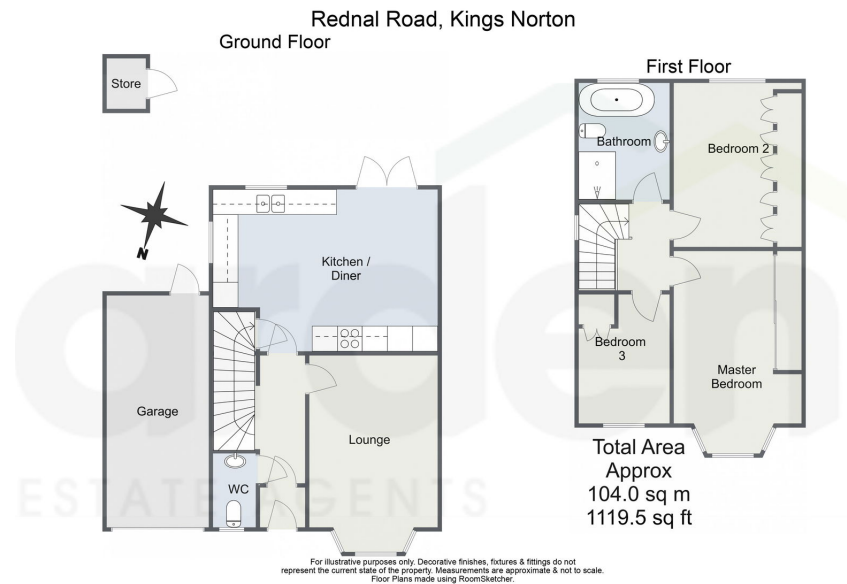 Rednal Road, Kings Norton
Ground Floor
First Floor
Store
Bathroom
Bedroom 2
N
Kitchen /
Diner
Bedroom
3
Master
Bedroom
Garage
Lounge
WC
Total Area
Approx
104.0 sq m
1119.5 sq ft
arden
ESTATE AGENTS
For illustrative purposes only. Decorative finishes, fixtures & fittings do not
represent the current state of the property. Measurements are approximate & not to scale.
Floor Plans made using RoomSketcher.